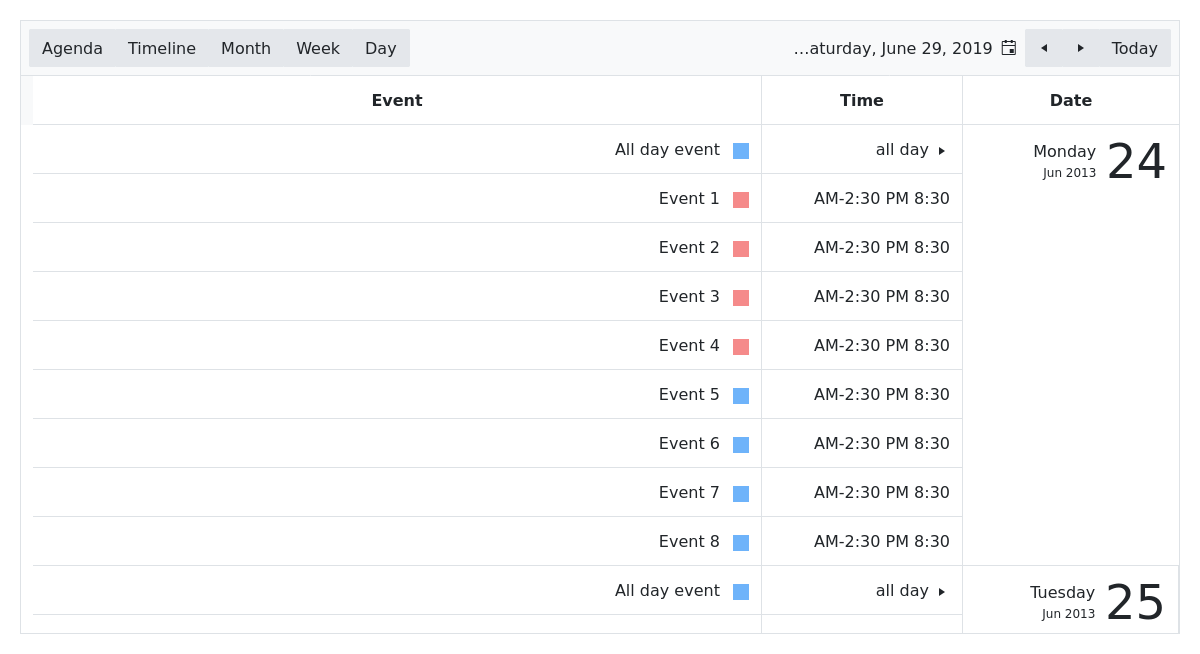 Agenda Timeline Month Week Day ...aturday, June 29, 2019 Today
Event Time Date
All day event all day Monday 24
Jun 2013
Event 1 AM-2:30 PM 8:30
Event 2 AM-2:30 PM 8:30
Event 3 AM-2:30 PM 8:30
Event 4 AM-2:30 PM 8:30
Event 5 AM-2:30 PM 8:30
Event 6 AM-2:30 PM 8:30
Event 7 AM-2:30 PM 8:30
Event 8 AM-2:30 PM 8:30
All day event all day Tuesday 25
Jun 2013